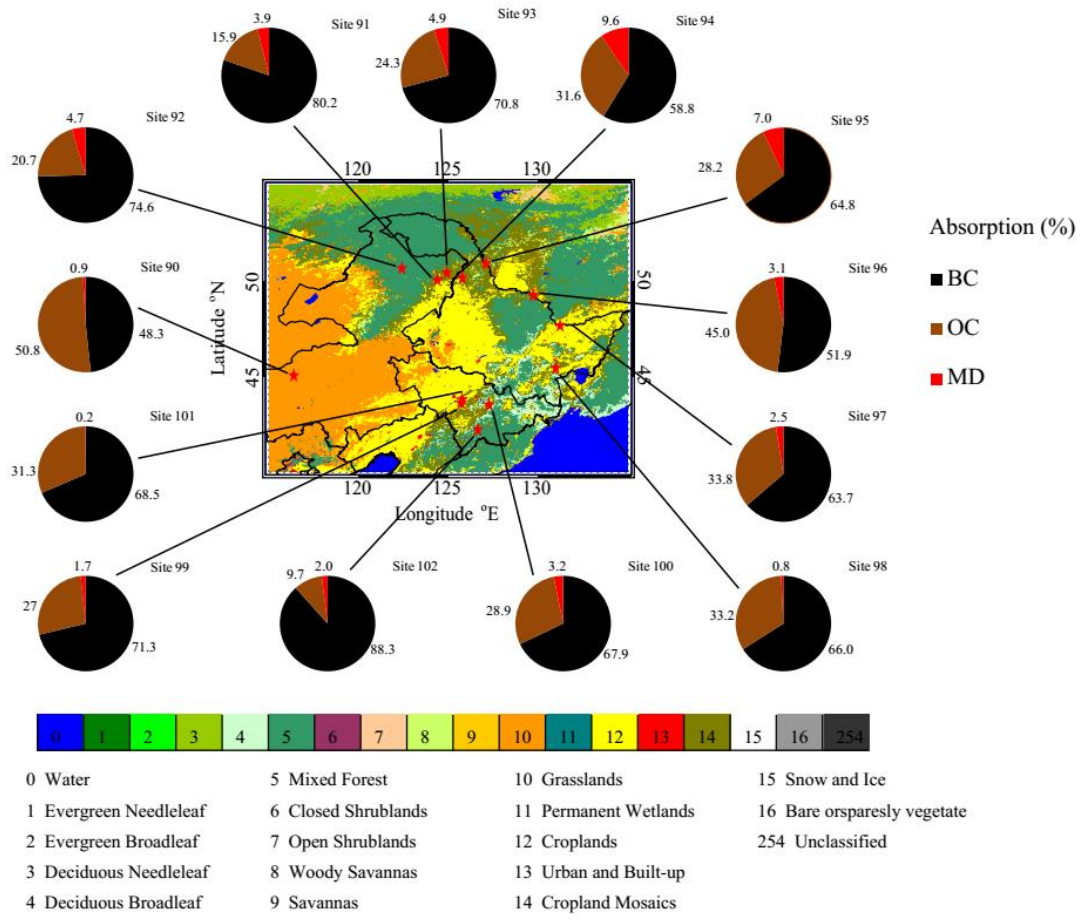 Site 91
3.9
15.9
80.2
Site 93
4.9
24.3
70.8
Site 94
9.6
31.6
58.8
Site 92
4.7
20.7
74.6
Site 95
7.0
28.2
64.8
Site 90
0.9
50.8
48.3
Site 96
3.1
45.0
51.9
Site 101
0.2
31.3
68.5
Site 97
2.5
33.8
63.7
Site 99
1.7
27
71.3
Site 102
9.7
2.0
88.3
Site 100
3.2
28.9
67.9
Site 98
0.8
33.2
66.0
120 125 130
50
45
Latitude °N
50
45
120 125 130
Longitude °E
Absorption (%)
BC
OC
MD
0 1 2 3 4 5 6 7 8 9 10 11 12 13 14 15 16 254
0 Water
1 Evergreen Needleleaf
2 Evergreen Broadleaf
3 Deciduous Needleleaf
4 Deciduous Broadleaf
5 Mixed Forest
6 Closed Shrublands
7 Open Shrublands
8 Woody Savannas
9 Savannas
10 Grasslands
11 Permanent Wetlands
12 Croplands
13 Urban and Built-up
14 Cropland Mosaics
15 Snow and Ice
16 Bare orsparesly vegetate
254 Unclassified